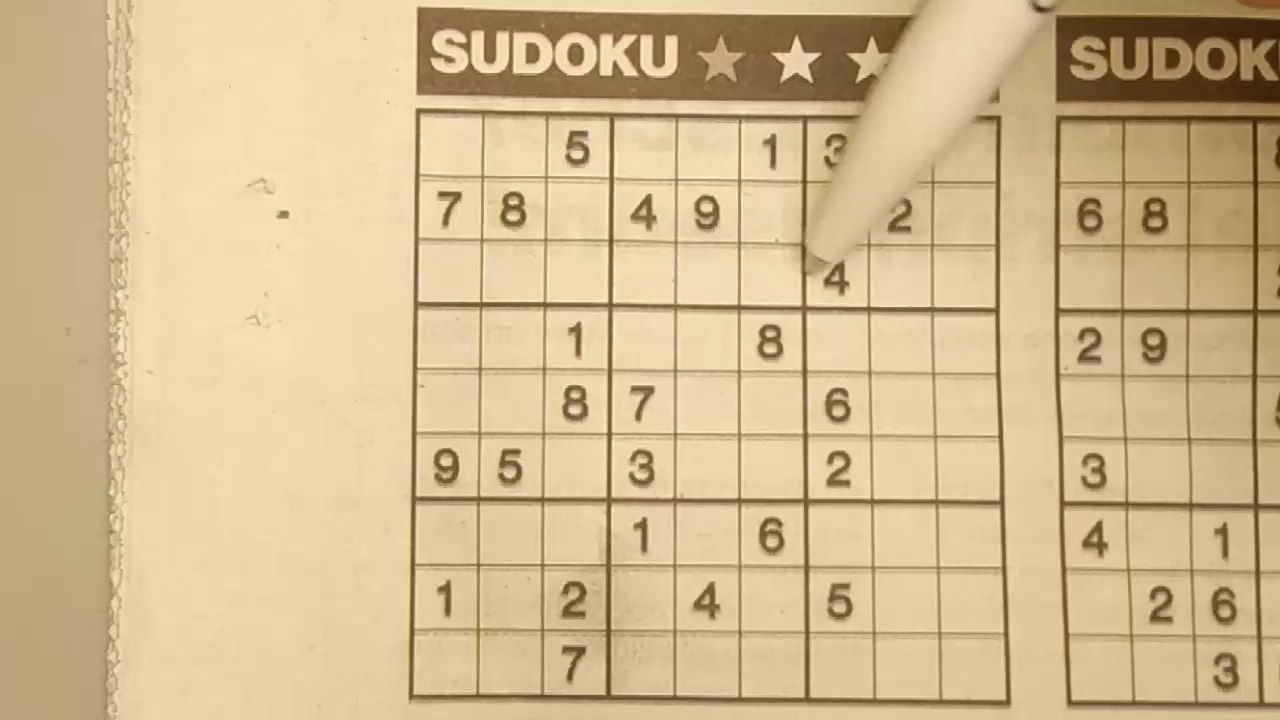 SUDOKU SUDOK
5 1 3
7 8 4 9 2 6 8
4
1 8 2 9
8 7 6
9 5 3 2 3
1 6 4 1
1 2 4 5 2 6
7 3